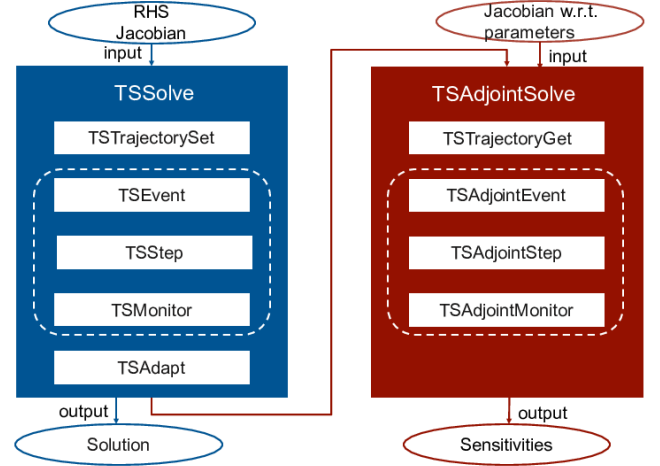 RHS
Jacobian
input
TSSolve
TSTrajectorySet
TSEvent
TSStep
TSMonitor
TSAdapt
output
Solution
Jacobian w.r.t.
parameters
input
TSAdjointSolve
TSTrajectoryGet
TSAdjointEvent
TSAdjointStep
TSAdjointMonitor
output
Sensitivities